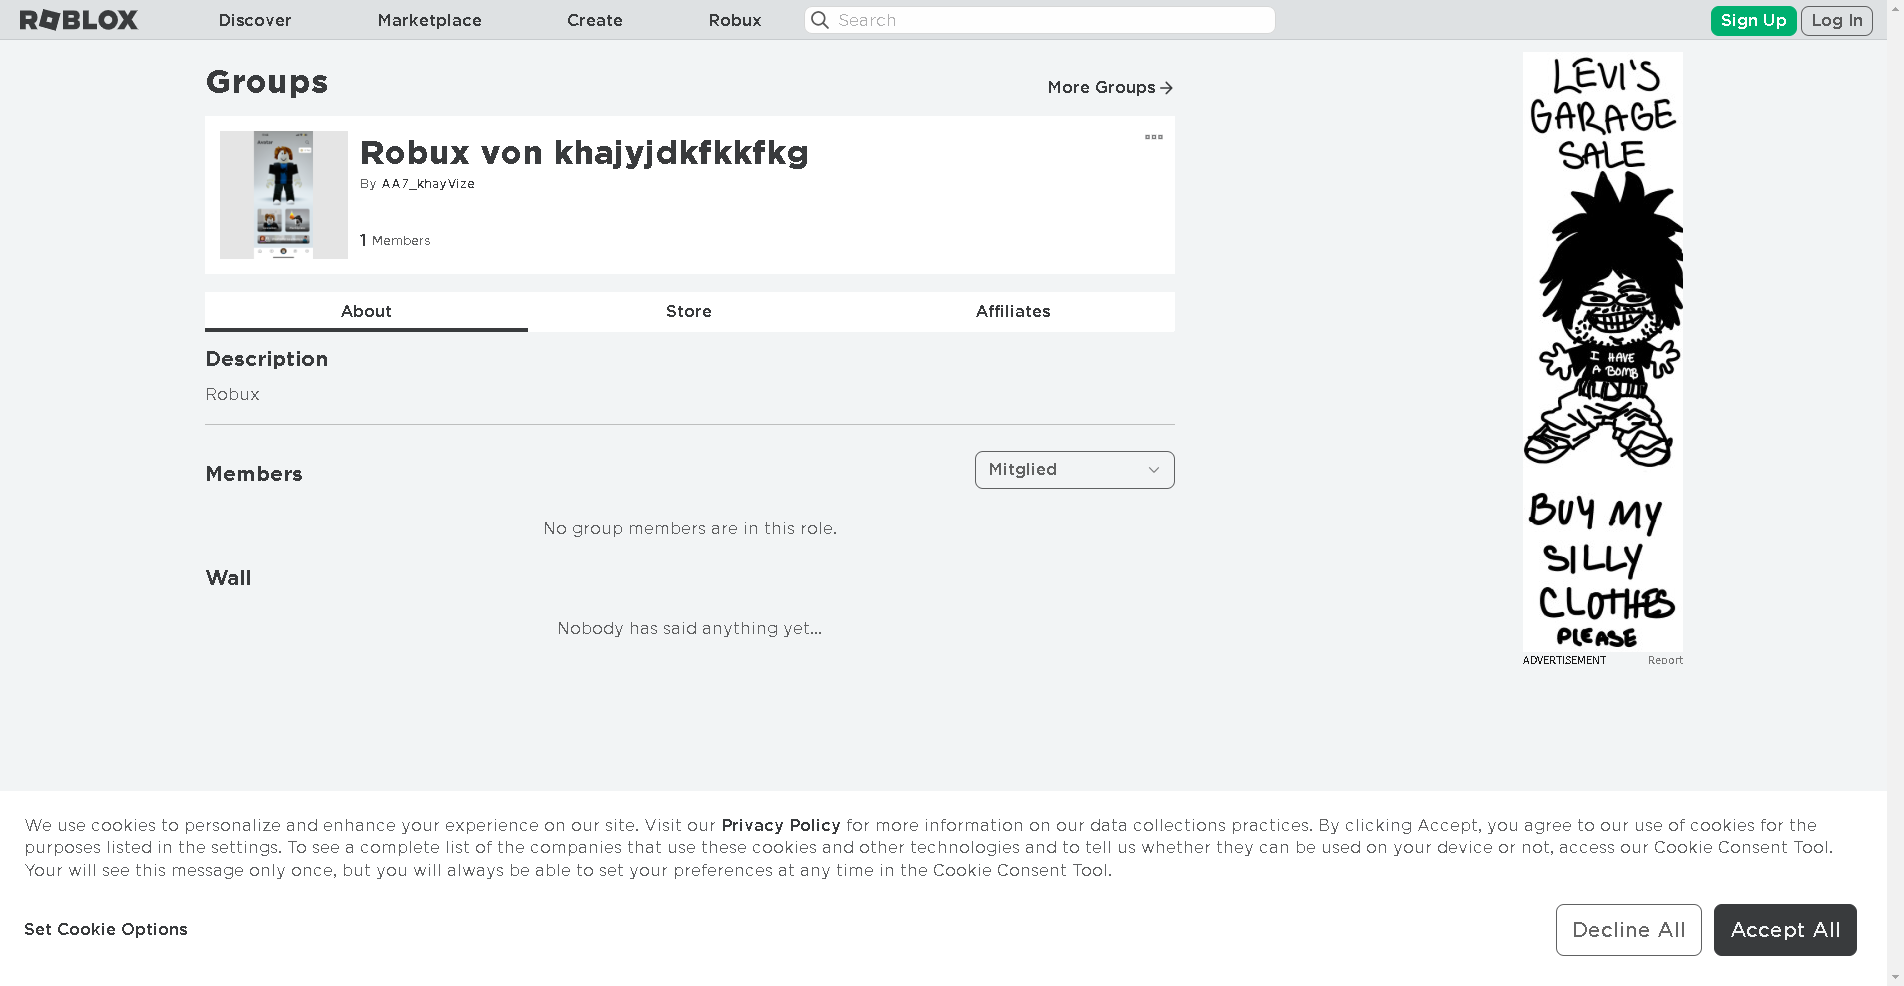 ROBLOX
Discover
Marketplace
Create
Robux
Search
Sign Up
Log In
Groups
More Groups
Robux von khajyjdkfkkfkg
By AA7_khayVize
1 Members
About
Store
Affiliates
Description
Robux
Members
Mitglied
No group members are in this role.
Wall
Nobody has said anything yet...
LEVI'S
GARAGE
SALE
I HAVE
A BOMB
BUY MY
SILLY
CLOTHES
PLEASE
ADVERTISEMENT
Report
We use cookies to personalize and enhance your experience on our site. Visit our Privacy Policy for more information on our data collections practices. By clicking Accept, you agree to our use of cookies for the
purposes listed in the settings. To see a complete list of the companies that use these cookies and other technologies and to tell us whether they can be used on your device or not, access our Cookie Consent Tool.
Your will see this message only once, but you will always be able to set your preferences at any time in the Cookie Consent Tool.
Set Cookie Options
Decline All
Accept All